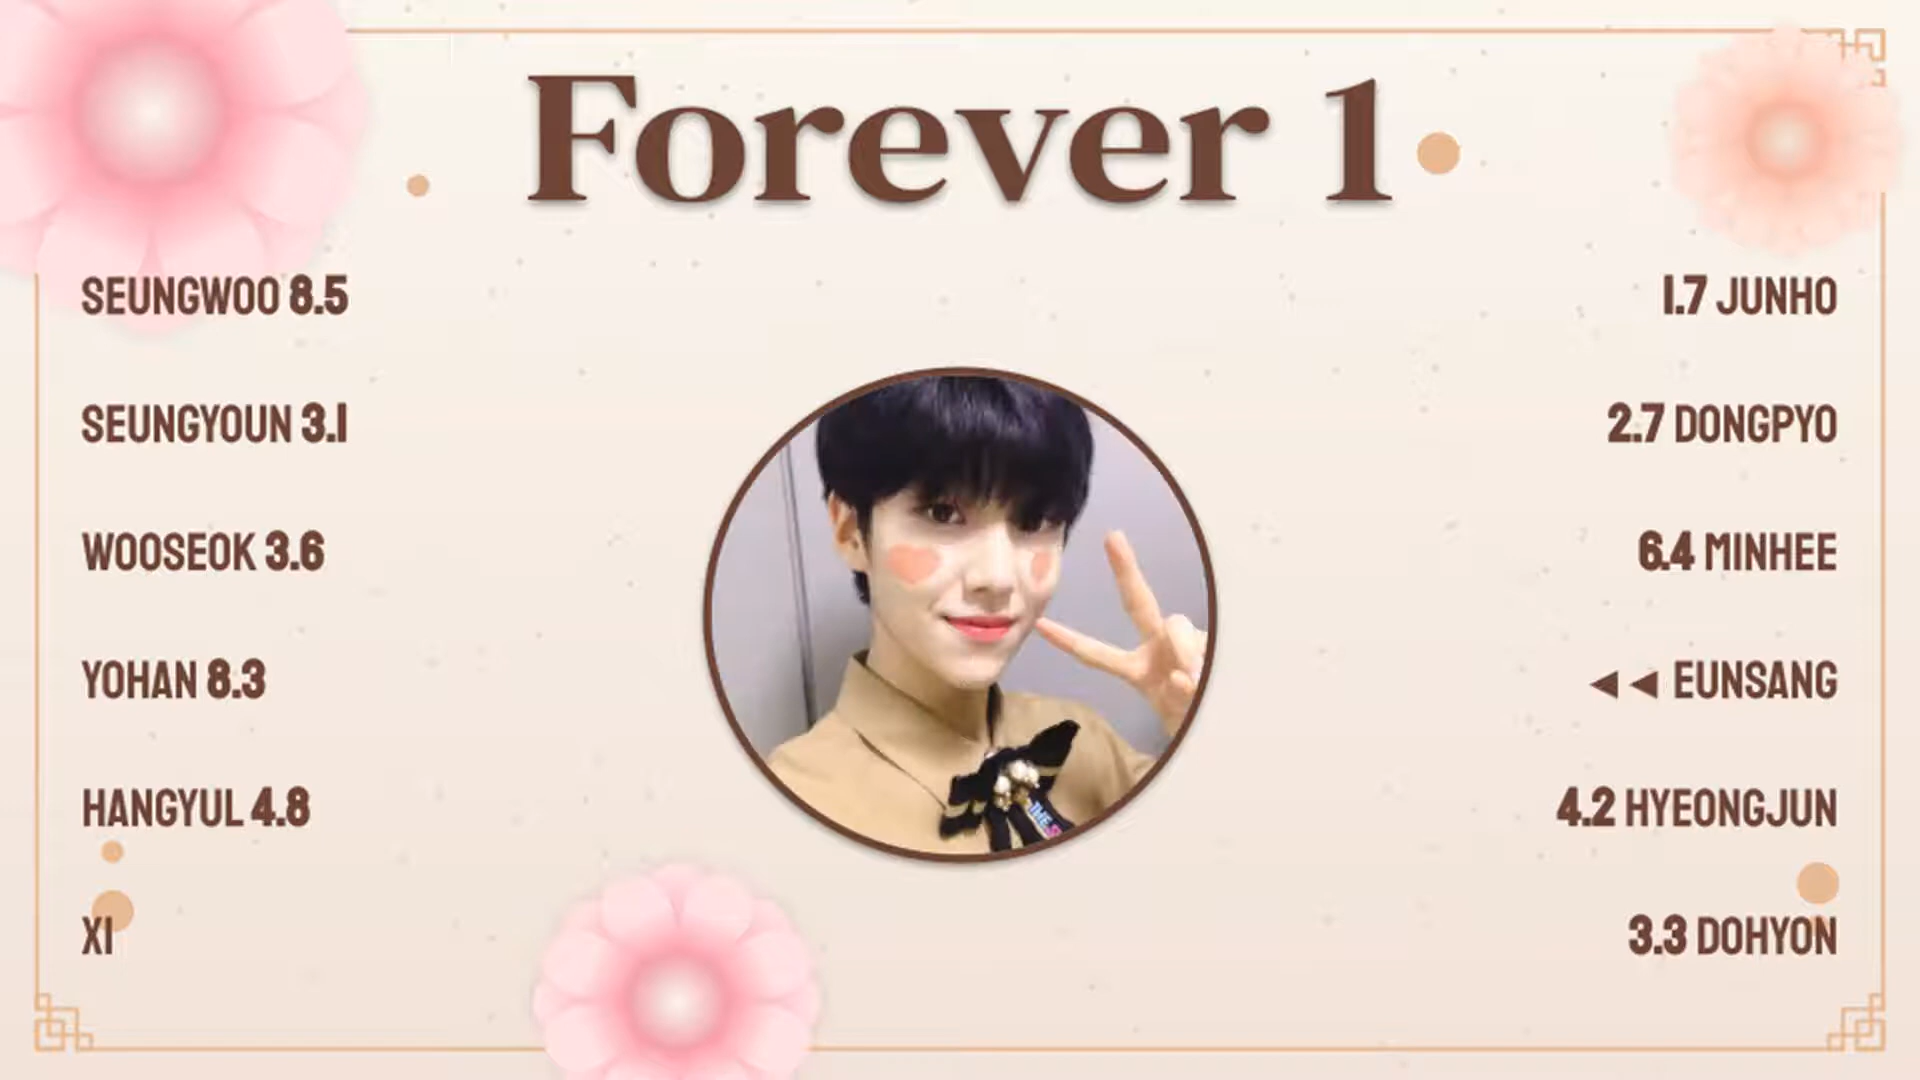 Forever 1
SEUNGWOO 8.5
SEUNGYOUN 3.1
WOOSEOK 3.6
YOHAN 8.3
HANGYUL 4.8
XI
1.7 JUNHO
2.7 DONGPYO
6.4 MINHEE
◄◄ EUNSANG
4.2 HYEONGJUN
3.3 DOHYON